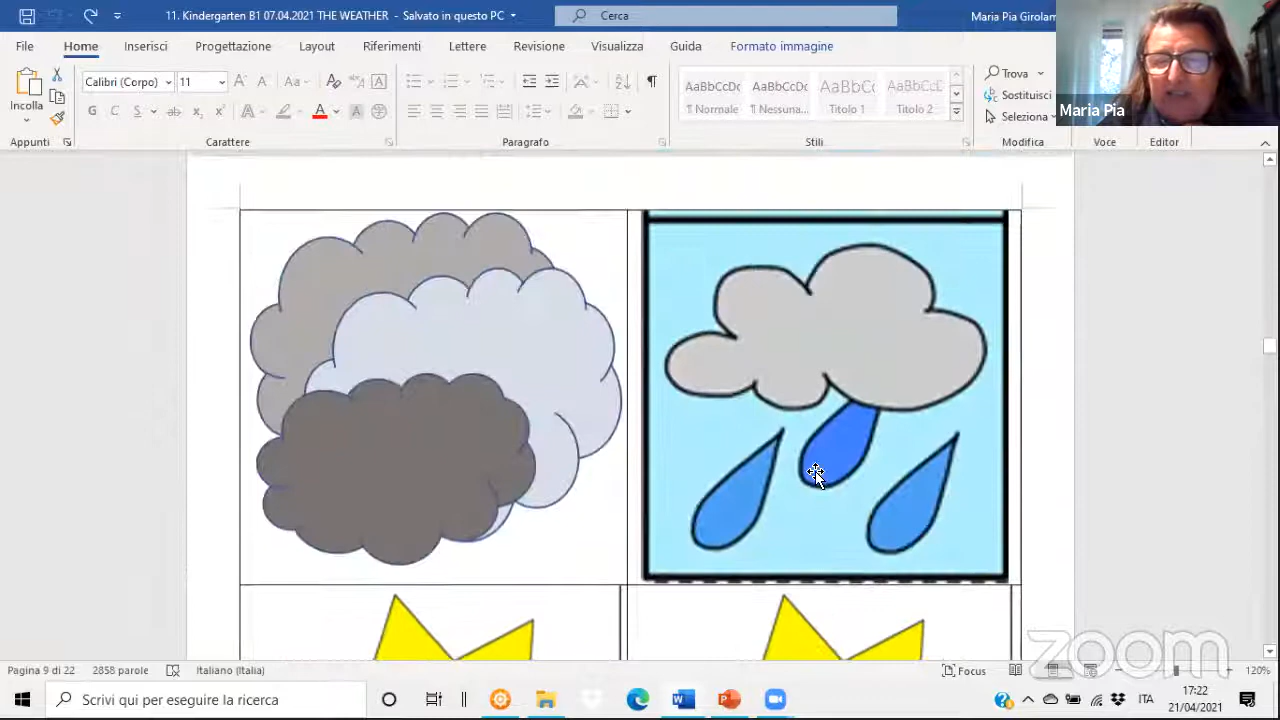 11. Kindergarten B1 07.04.2021 THE WEATHER - Salvato in questo PC
Cerca
Maria Pia Girolam
File Home Inserisci Progettazione Layout Riferimenti Lettere Revisione Visualizza Guida Formato immagine
Maria Pia
Incolla
Calibri (Corpo) 11
G C S ab x x
A A Aa A
AaBbCcDc AaBbCcDc AaBbCc AaBbCcE
¶ Normale ¶ Nessuna... Titolo 1 Titolo 2
Trova
Sostituisci
Seleziona
Appunti Carattere Paragrafo Stili Modifica Voce Editor
zoom
Pagina 9 di 22 2858 parole Italiano (Italia) Focus 120%
Scrivi qui per eseguire la ricerca
ITA
17:22
21/04/2021